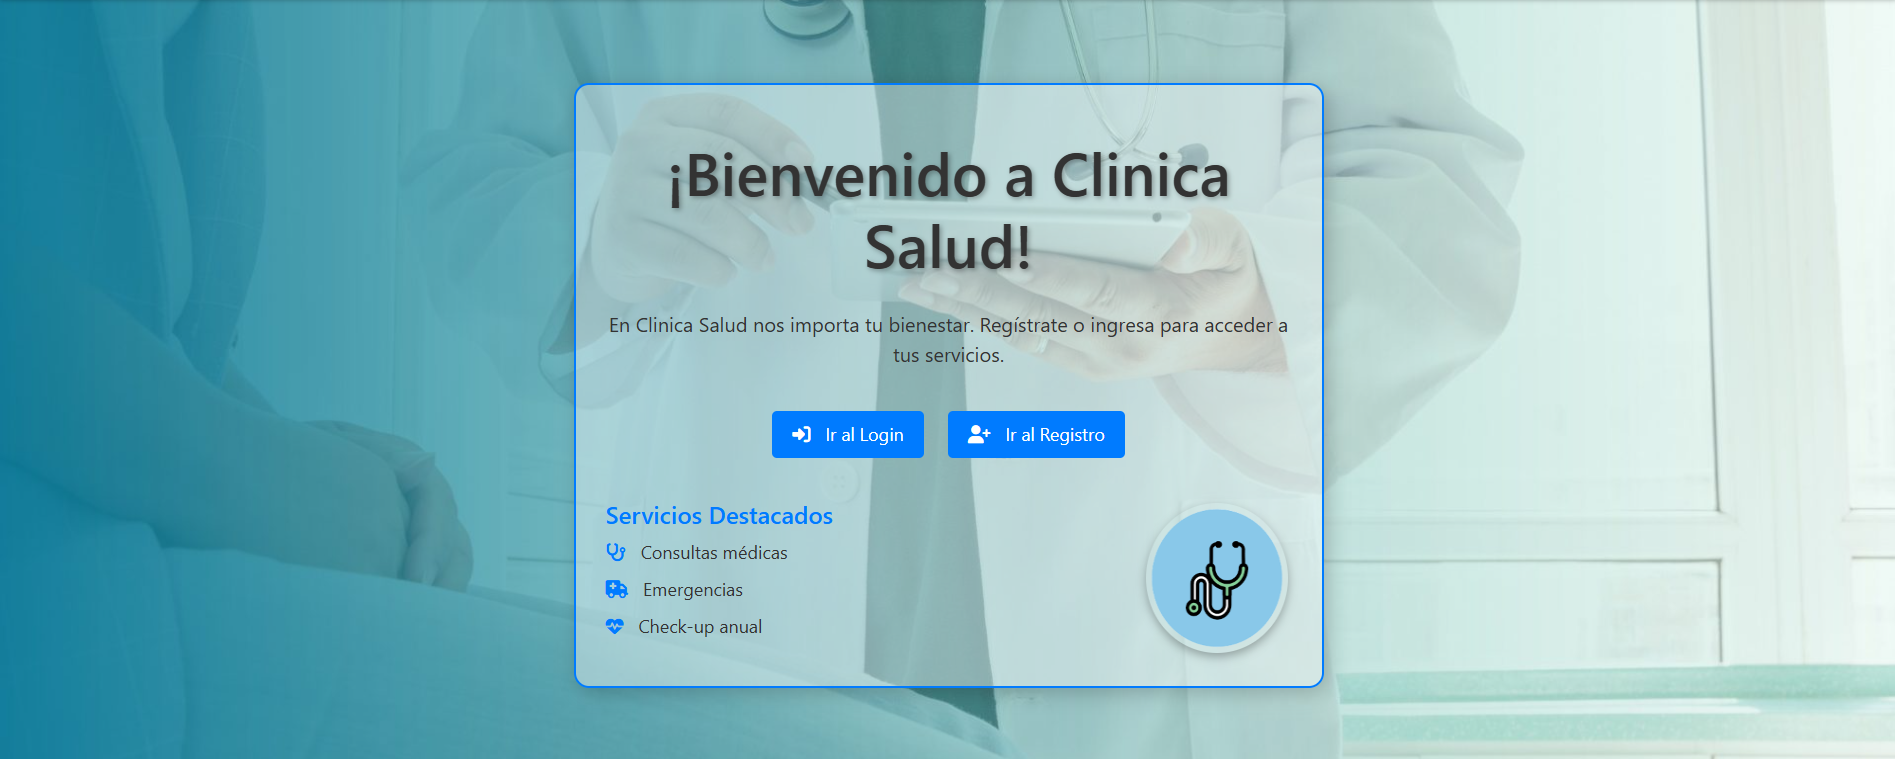 ¡Bienvenido a Clinica
Salud!
En Clinica Salud nos importa tu bienestar. Regístrate o ingresa para acceder a
tus servicios.
Ir al Login
Ir al Registro
Servicios Destacados
Consultas médicas
Emergencias
Check-up anual